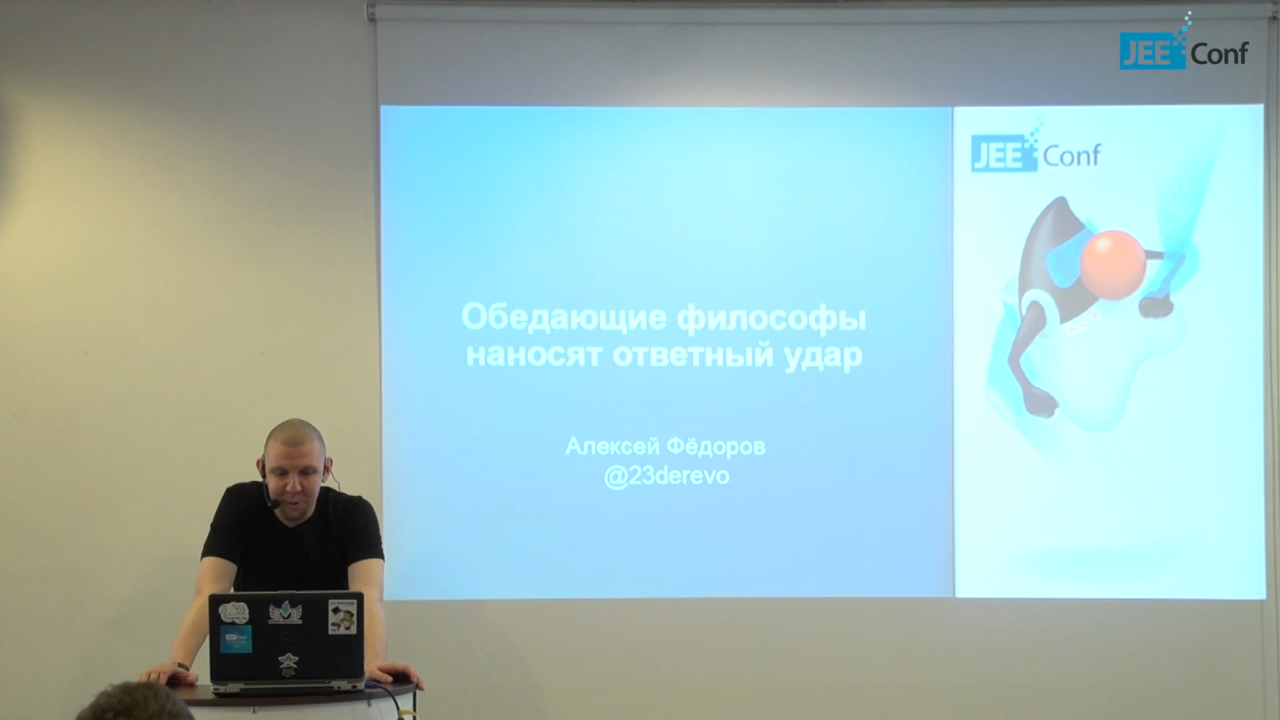 JEE Conf
JEE Conf
Обедающие философы
наносят ответный удар
Алексей Фёдоров
@23derevo